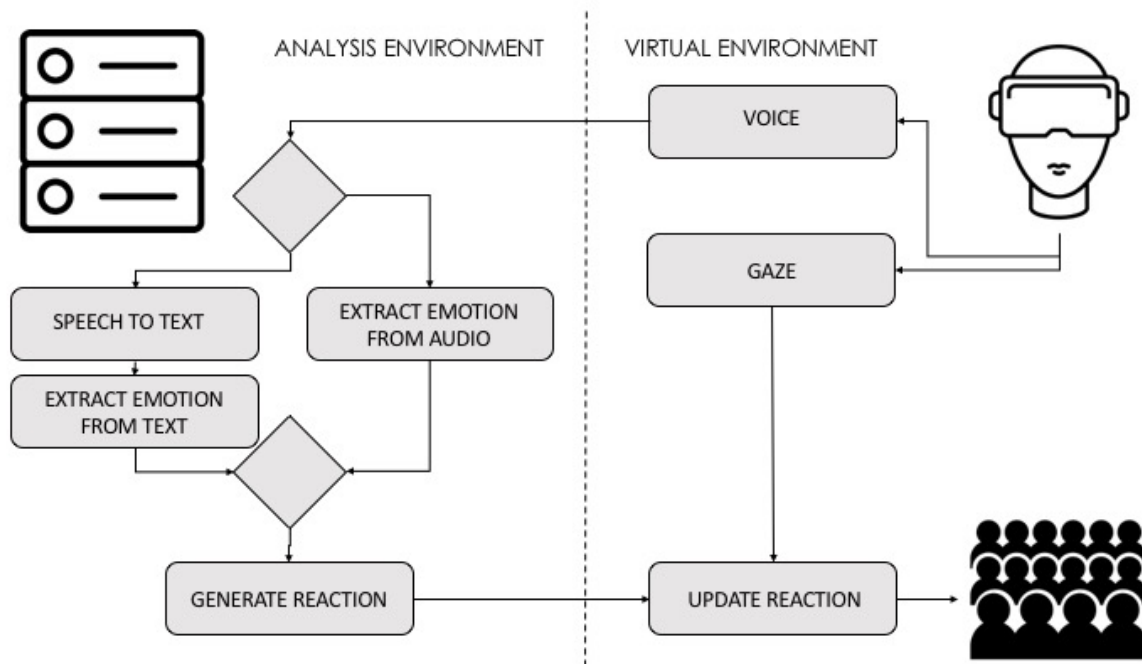 ANALYSIS ENVIRONMENT
VIRTUAL ENVIRONMENT
VOICE
GAZE
SPEECH TO TEXT
EXTRACT EMOTION
FROM AUDIO
EXTRACT EMOTION
FROM TEXT
GENERATE REACTION
UPDATE REACTION